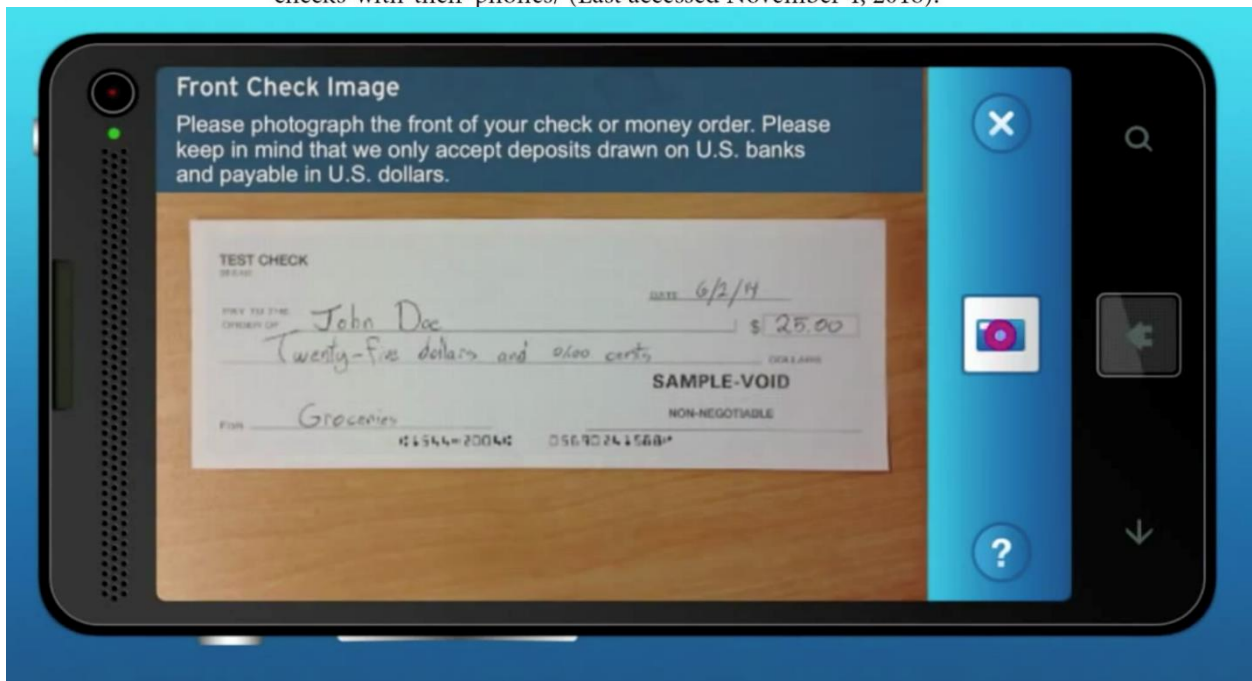 checks-with-their-phones/ (Last accessed November 4, 2018).
Front Check Image
Please photograph the front of your check or money order. Please
keep in mind that we only accept deposits drawn on U.S. banks
and payable in U.S. dollars.
TEST CHECK
DATE 6/2/14
PAY TO THE
ORDER OF John Doe $ 25.00
Twenty-five dollars and 0/00 cents DOLLARS
SAMPLE-VOID
FOR Groceries NON-NEGOTIABLE
?